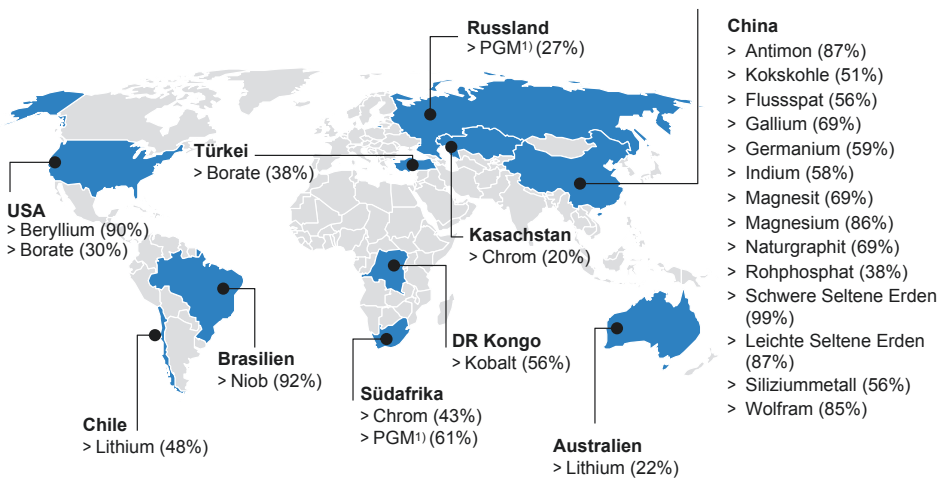 Russland
> PGM1) (27%)
Türkei
> Borate (38%)
USA
> Beryllium (90%)
> Borate (30%)
Kasachstan
> Chrom (20%)
Brasilien
> Niob (92%)
DR Kongo
> Kobalt (56%)
Südafrika
> Chrom (43%)
> PGM1) (61%)
Chile
> Lithium (48%)
Australien
> Lithium (22%)
China
> Antimon (87%)
> Kokskohle (51%)
> Flussspat (56%)
> Gallium (69%)
> Germanium (59%)
> Indium (58%)
> Magnesit (69%)
> Magnesium (86%)
> Naturgraphit (69%)
> Rohphosphat (38%)
> Schwere Seltene Erden
(99%)
> Leichte Seltene Erden
(87%)
> Siliziummetall (56%)
> Wolfram (85%)